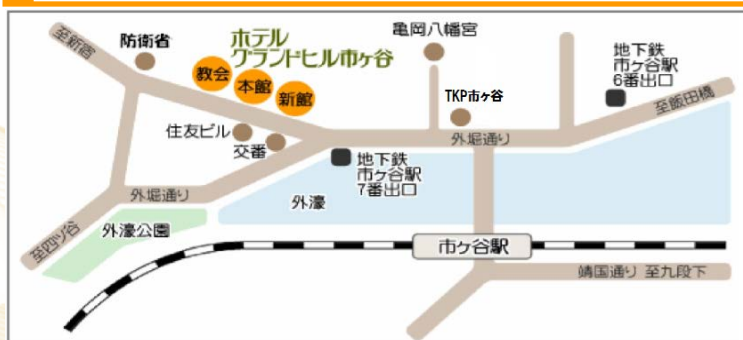 至新宿
防衛省
ホテル
グランドヒル市ヶ谷
教会
本館
新館
亀岡八幡宮
地下鉄
市ヶ谷駅
6番出口
至飯田橋
TKP市ヶ谷
住友ビル
交番
外堀通り
地下鉄
市ヶ谷駅
7番出口
外堀通り
外濠
至四ツ谷
外濠公園
市ヶ谷駅
靖国通り 至九段下